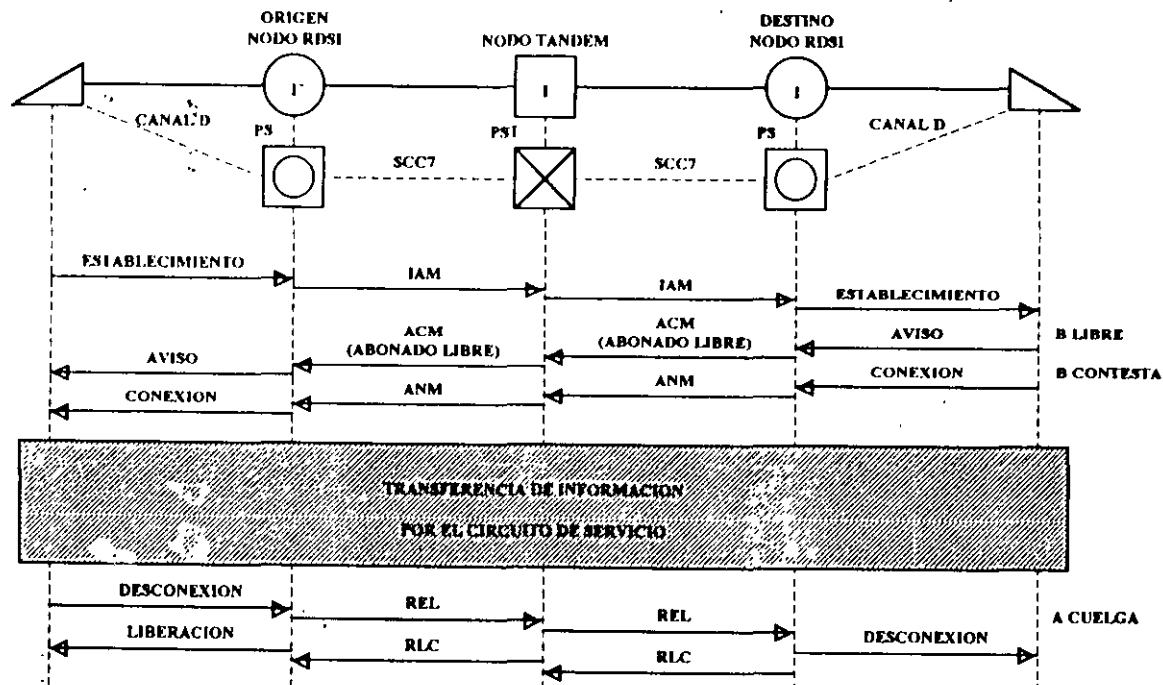 ORIGEN
NODO RDSI
NODO TANDEM
DESTINO
NODO RDSI
I
I
CANAL D
PS
PST
PS
CANAL D
SCC7
SCC7
ESTABLECIMIENTO
IAM
IAM
ESTABLECIMIENTO
ACM
(ABONADO LIBRE)
ACM
(ABONADO LIBRE)
AVISO
B LIBRE
AVISO
CONEXION
B CONTESTA
ANM
ANM
CONEXION
TRANSFERENCIA DE INFORMACION
POR EL CIRCUITO DE SERVICIO
DESCONEXION
REL
REL
A CUELGA
LIBERACION
RLC
RLC
DESCONEXION